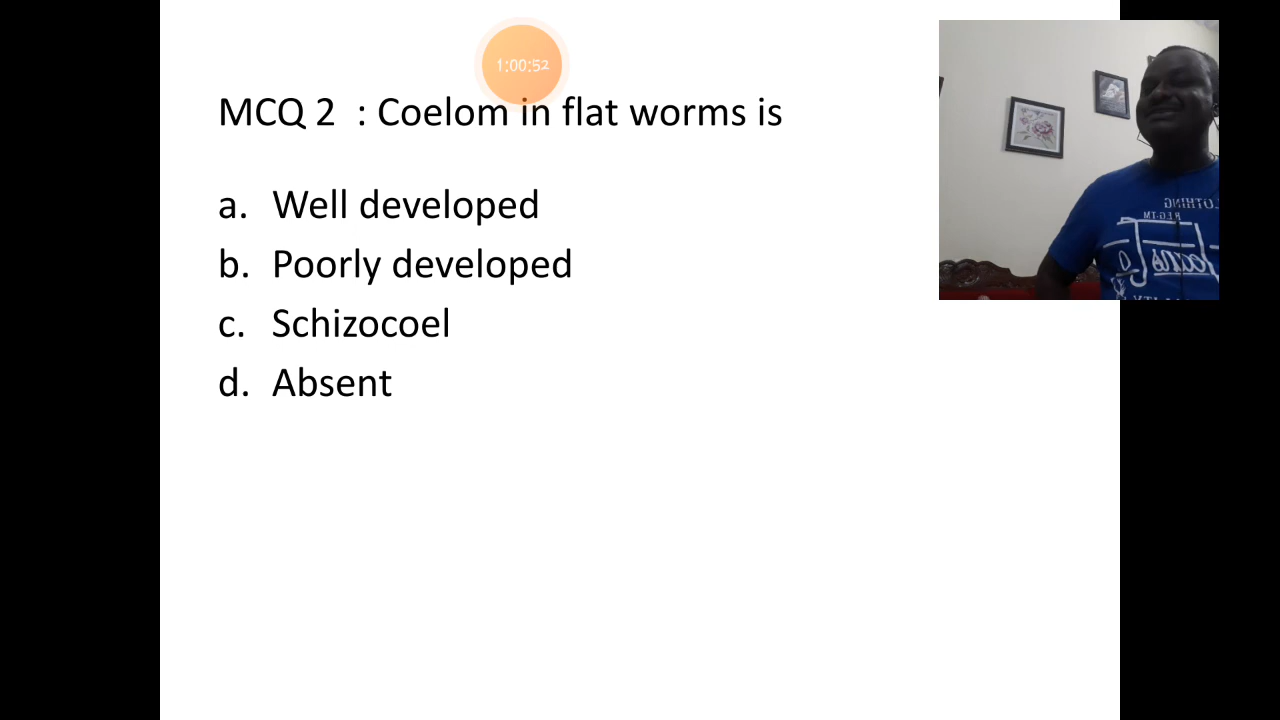 1:00:52
MCQ 2 : Coelom in flat worms is
a. Well developed
b. Poorly developed
c. Schizocoel
d. Absent